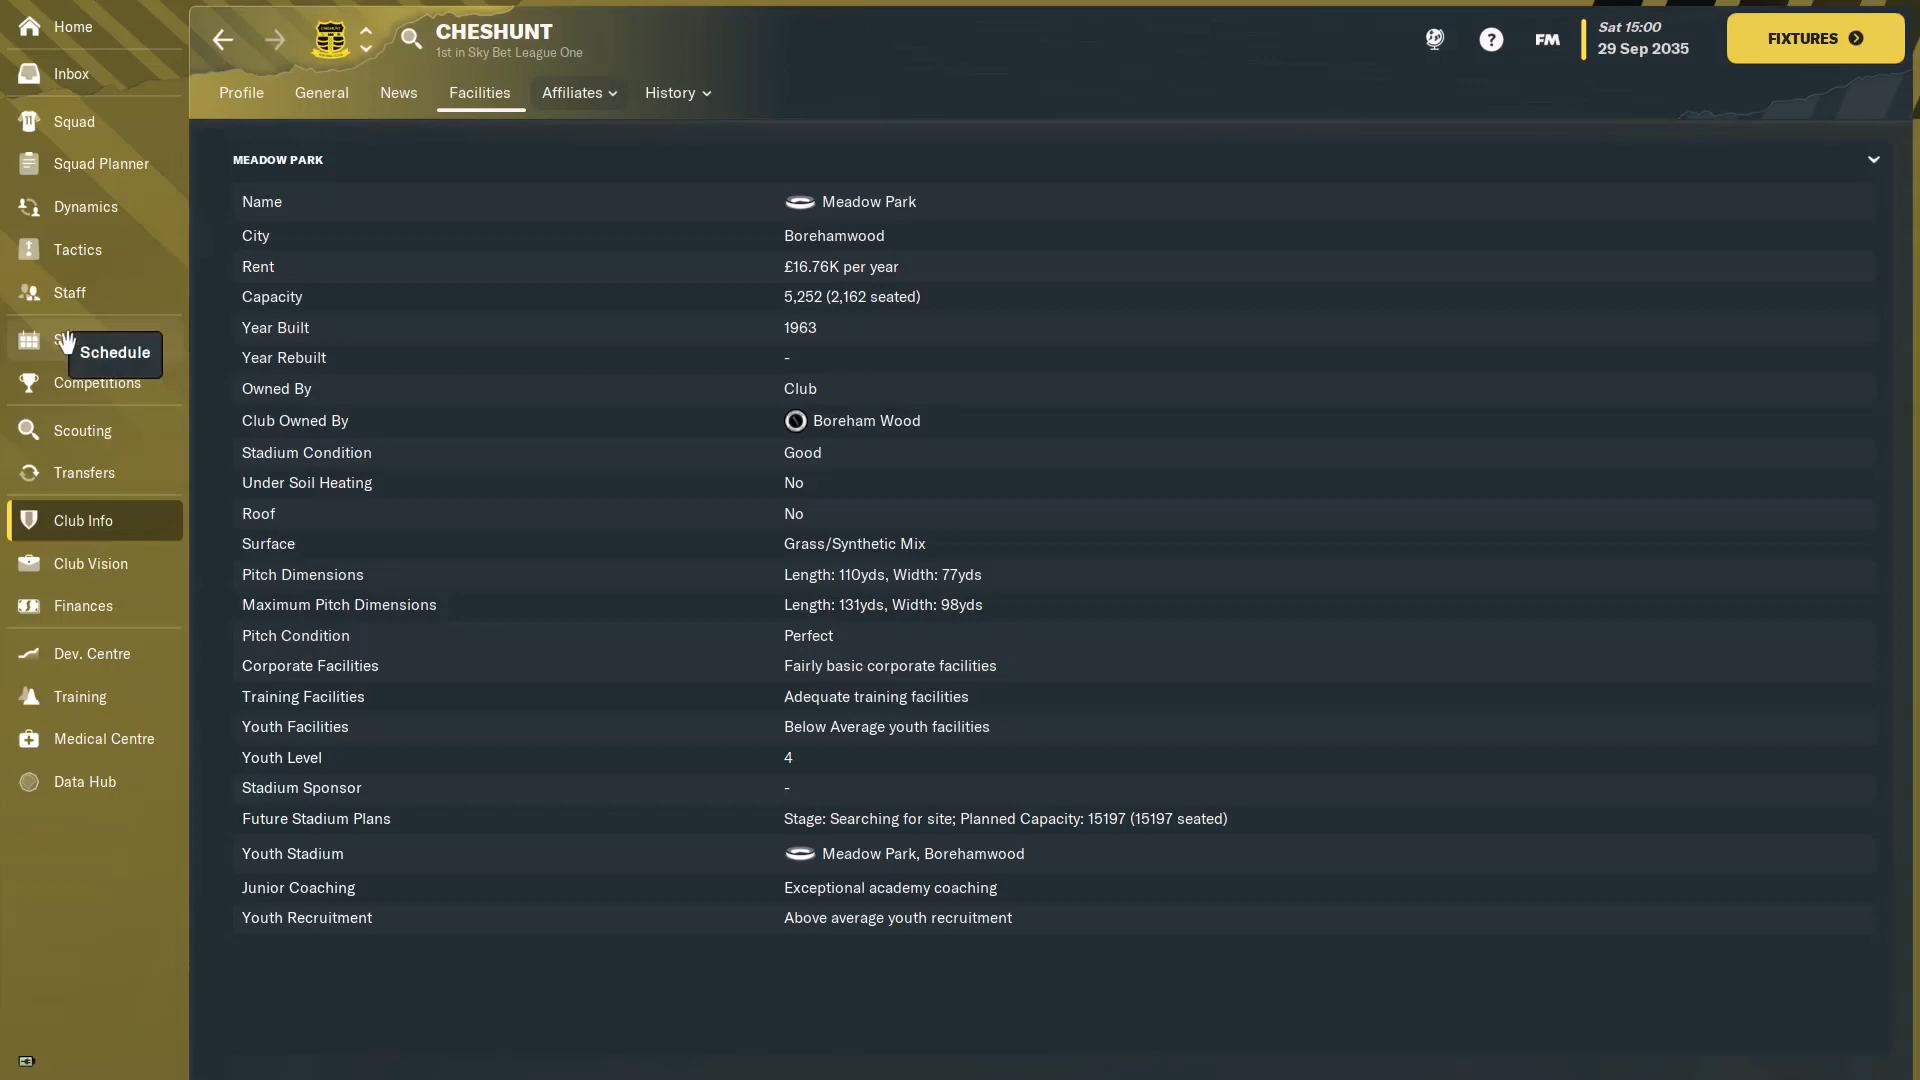 Home
Inbox
Squad
Squad Planner
Dynamics
Tactics
Staff
Schedule
Competitions
Scouting
Transfers
Club Info
Club Vision
Finances
Dev. Centre
Training
Medical Centre
Data Hub
CHESHUNT
1st in Sky Bet League One
FM
Sat 15:00
29 Sep 2035
FIXTURES
Profile General News Facilities Affiliates History
MEADOW PARK
Name Meadow Park
City Borehamwood
Rent £16.76K per year
Capacity 5,252 (2,162 seated)
Year Built 1963
Year Rebuilt -
Owned By Club
Club Owned By Boreham Wood
Stadium Condition Good
Under Soil Heating No
Roof No
Surface Grass/Synthetic Mix
Pitch Dimensions Length: 110yds, Width: 77yds
Maximum Pitch Dimensions Length: 131yds, Width: 98yds
Pitch Condition Perfect
Corporate Facilities Fairly basic corporate facilities
Training Facilities Adequate training facilities
Youth Facilities Below Average youth facilities
Youth Level 4
Stadium Sponsor -
Future Stadium Plans Stage: Searching for site; Planned Capacity: 15197 (15197 seated)
Youth Stadium Meadow Park, Borehamwood
Junior Coaching Exceptional academy coaching
Youth Recruitment Above average youth recruitment